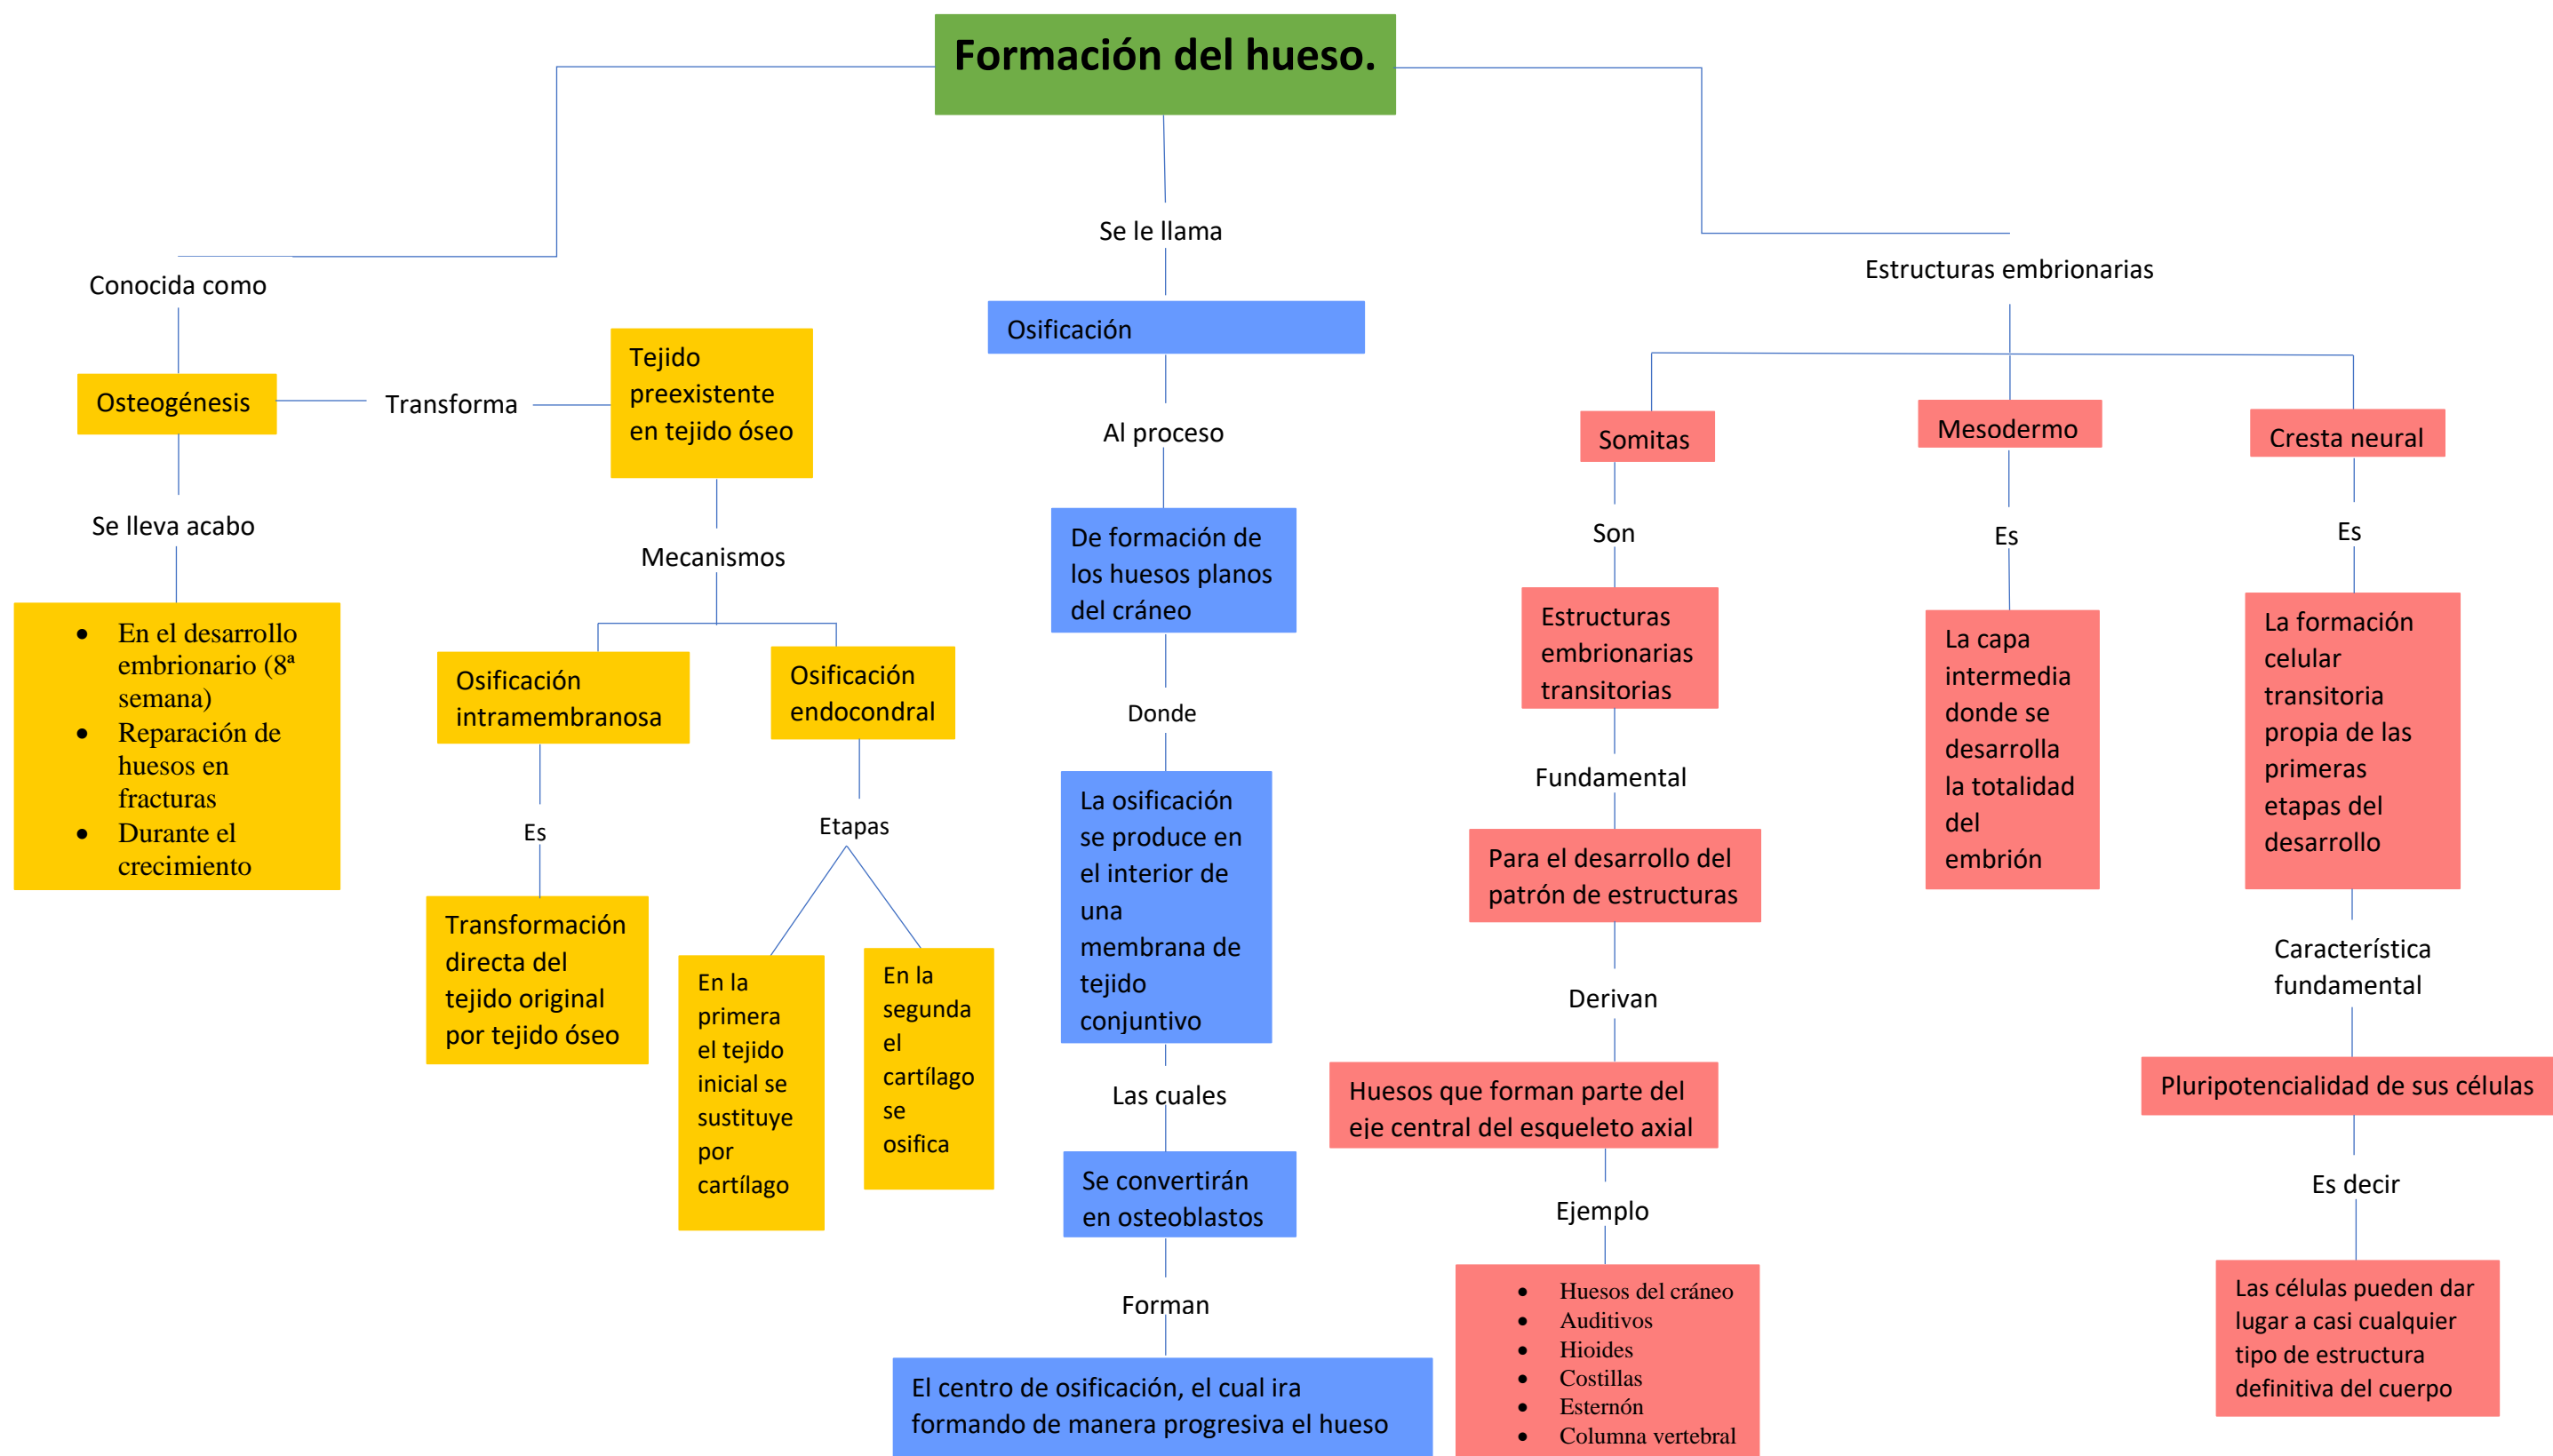 Formación del hueso.
Conocida como
Osteogénesis
Transforma
Tejido
preexistente
en tejido óseo
Se lleva acabo
• En el desarrollo
embrionario (8ª
semana)
• Reparación de
huesos en
fracturas
• Durante el
crecimiento
Mecanismos
Osificación
intramembranosa
Es
Transformación
directa del
tejido original
por tejido óseo
Osificación
endocondral
Etapas
En la
primera
el tejido
inicial se
sustituye
por
cartílago
En la
segunda
el
cartílago
se
osifica
Se le llama
Osificación
Al proceso
De formación de
los huesos planos
del cráneo
Donde
La osificación
se produce en
el interior de
una
membrana de
tejido
conjuntivo
Las cuales
Se convertirán
en osteoblastos
Forman
El centro de osificación, el cual ira
formando de manera progresiva el hueso
Estructuras embrionarias
Somitas
Son
Estructuras
embrionarias
transitorias
Fundamental
Para el desarrollo del
patrón de estructuras
Derivan
Huesos que forman parte del
eje central del esqueleto axial
Ejemplo
• Huesos del cráneo
• Auditivos
• Hioides
• Costillas
• Esternón
• Columna vertebral
Mesodermo
Es
La capa
intermedia
donde se
desarrolla
la totalidad
del
embrión
Cresta neural
Es
La formación
celular
transitoria
propia de las
primeras
etapas del
desarrollo
Característica
fundamental
Pluripotencialidad de sus células
Es decir
Las células pueden dar
lugar a casi cualquier
tipo de estructura
definitiva del cuerpo